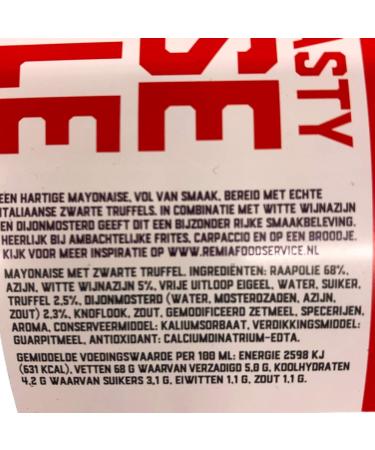 ASTY
SE
LE
EEN HARTIGE MAYONAISE, VOL VAN SMAAK, BEREID MET ECHTE
ITALIAANSE ZWARTE TRUFFELS. IN COMBINATIE MET WITTE WIJNAZIJN
EN DIJONMOSTERD GEEFT DIT EEN BIJZONDER RIJKE SMAAKBELEVING.
HEERLIJK BIJ AMBACHTELIJKE FRITES, CARPACCIO EN OP EEN BROODJE.
KIJK VOOR MEER INSPIRATIE OP WWW.REMIAFOODSERVICE.NL
MAYONAISE MET ZWARTE TRUFFEL. INGREDIËNTEN: RAAPOLIE 68%,
AZIJN, WITTE WIJNAZIJN 5%, VRIJE UITLOOP EIGEEL, WATER, SUIKER,
TRUFFEL 2,5%, DIJONMOSTERD (WATER, MOSTERDZADEN, AZIJN,
ZOUT) 2,3%, KNOFLOOK, ZOUT, GEMODIFICEERD ZETMEEL, SPECERIJEN,
AROMA, CONSERVEERMIDDEL: KALIUMSORBAAT, VERDIKKINGSMIDDEL:
GUARPITMEEL, ANTIOXIDANT: CALCIUMDINATRIUM-EDTA.
GEMIDDELDE VOEDINGSWAARDE PER 100 ML: ENERGIE 2598 KJ
(631 KCAL), VETTEN 68 G WAARVAN VERZADIGD 5,0 G, KOOLHYDRATEN
4,2 G WAARVAN SUIKERS 3,1 G, EIWITTEN 1,1 G, ZOUT 1,1 G.